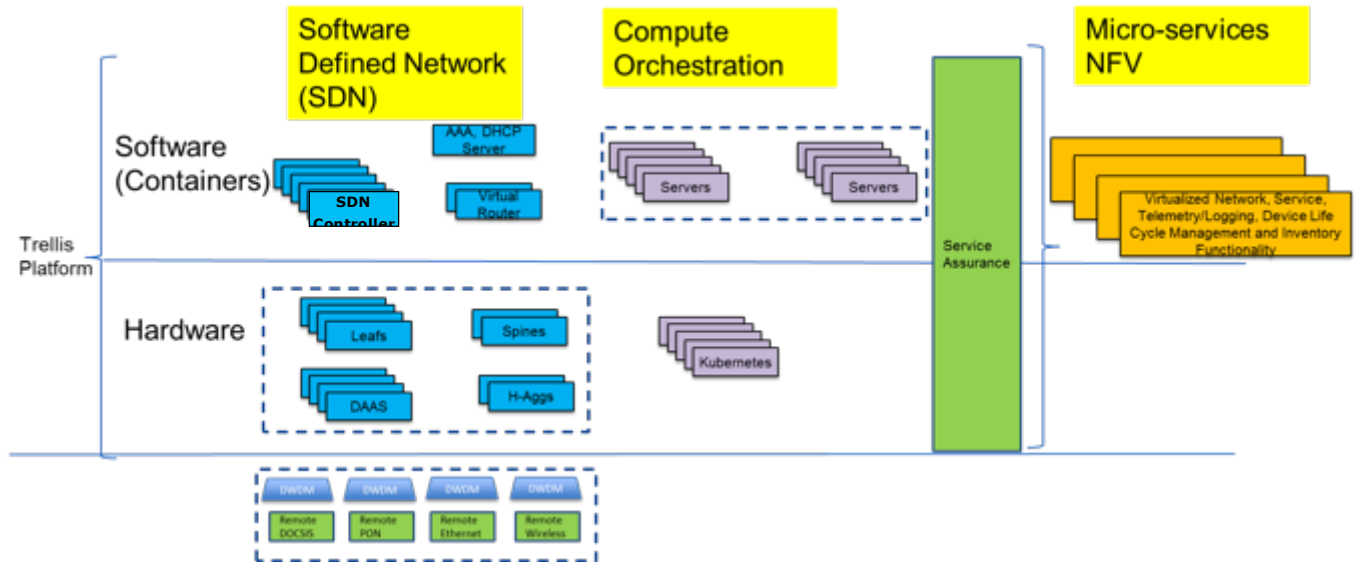 Software
Defined Network
(SDN)
Compute
Orchestration
Micro-services
NFV
Software
(Containers)
AAA, DHCP
Server
SDN
Controller
Virtual
Router
Servers
Servers
Virtualized Network, Service,
Telemetry/Logging, Device Life
Cycle Management and Inventory
Functionality
Trellis
Platform
Service
Assurance
Hardware
Leafs
Spines
Kubernetes
DAAS
H-Aggs
DWDM
DWDM
DWDM
DWDM
Remote
DOCSIS
Remote
PON
Remote
Ethernet
Remote
Wireless